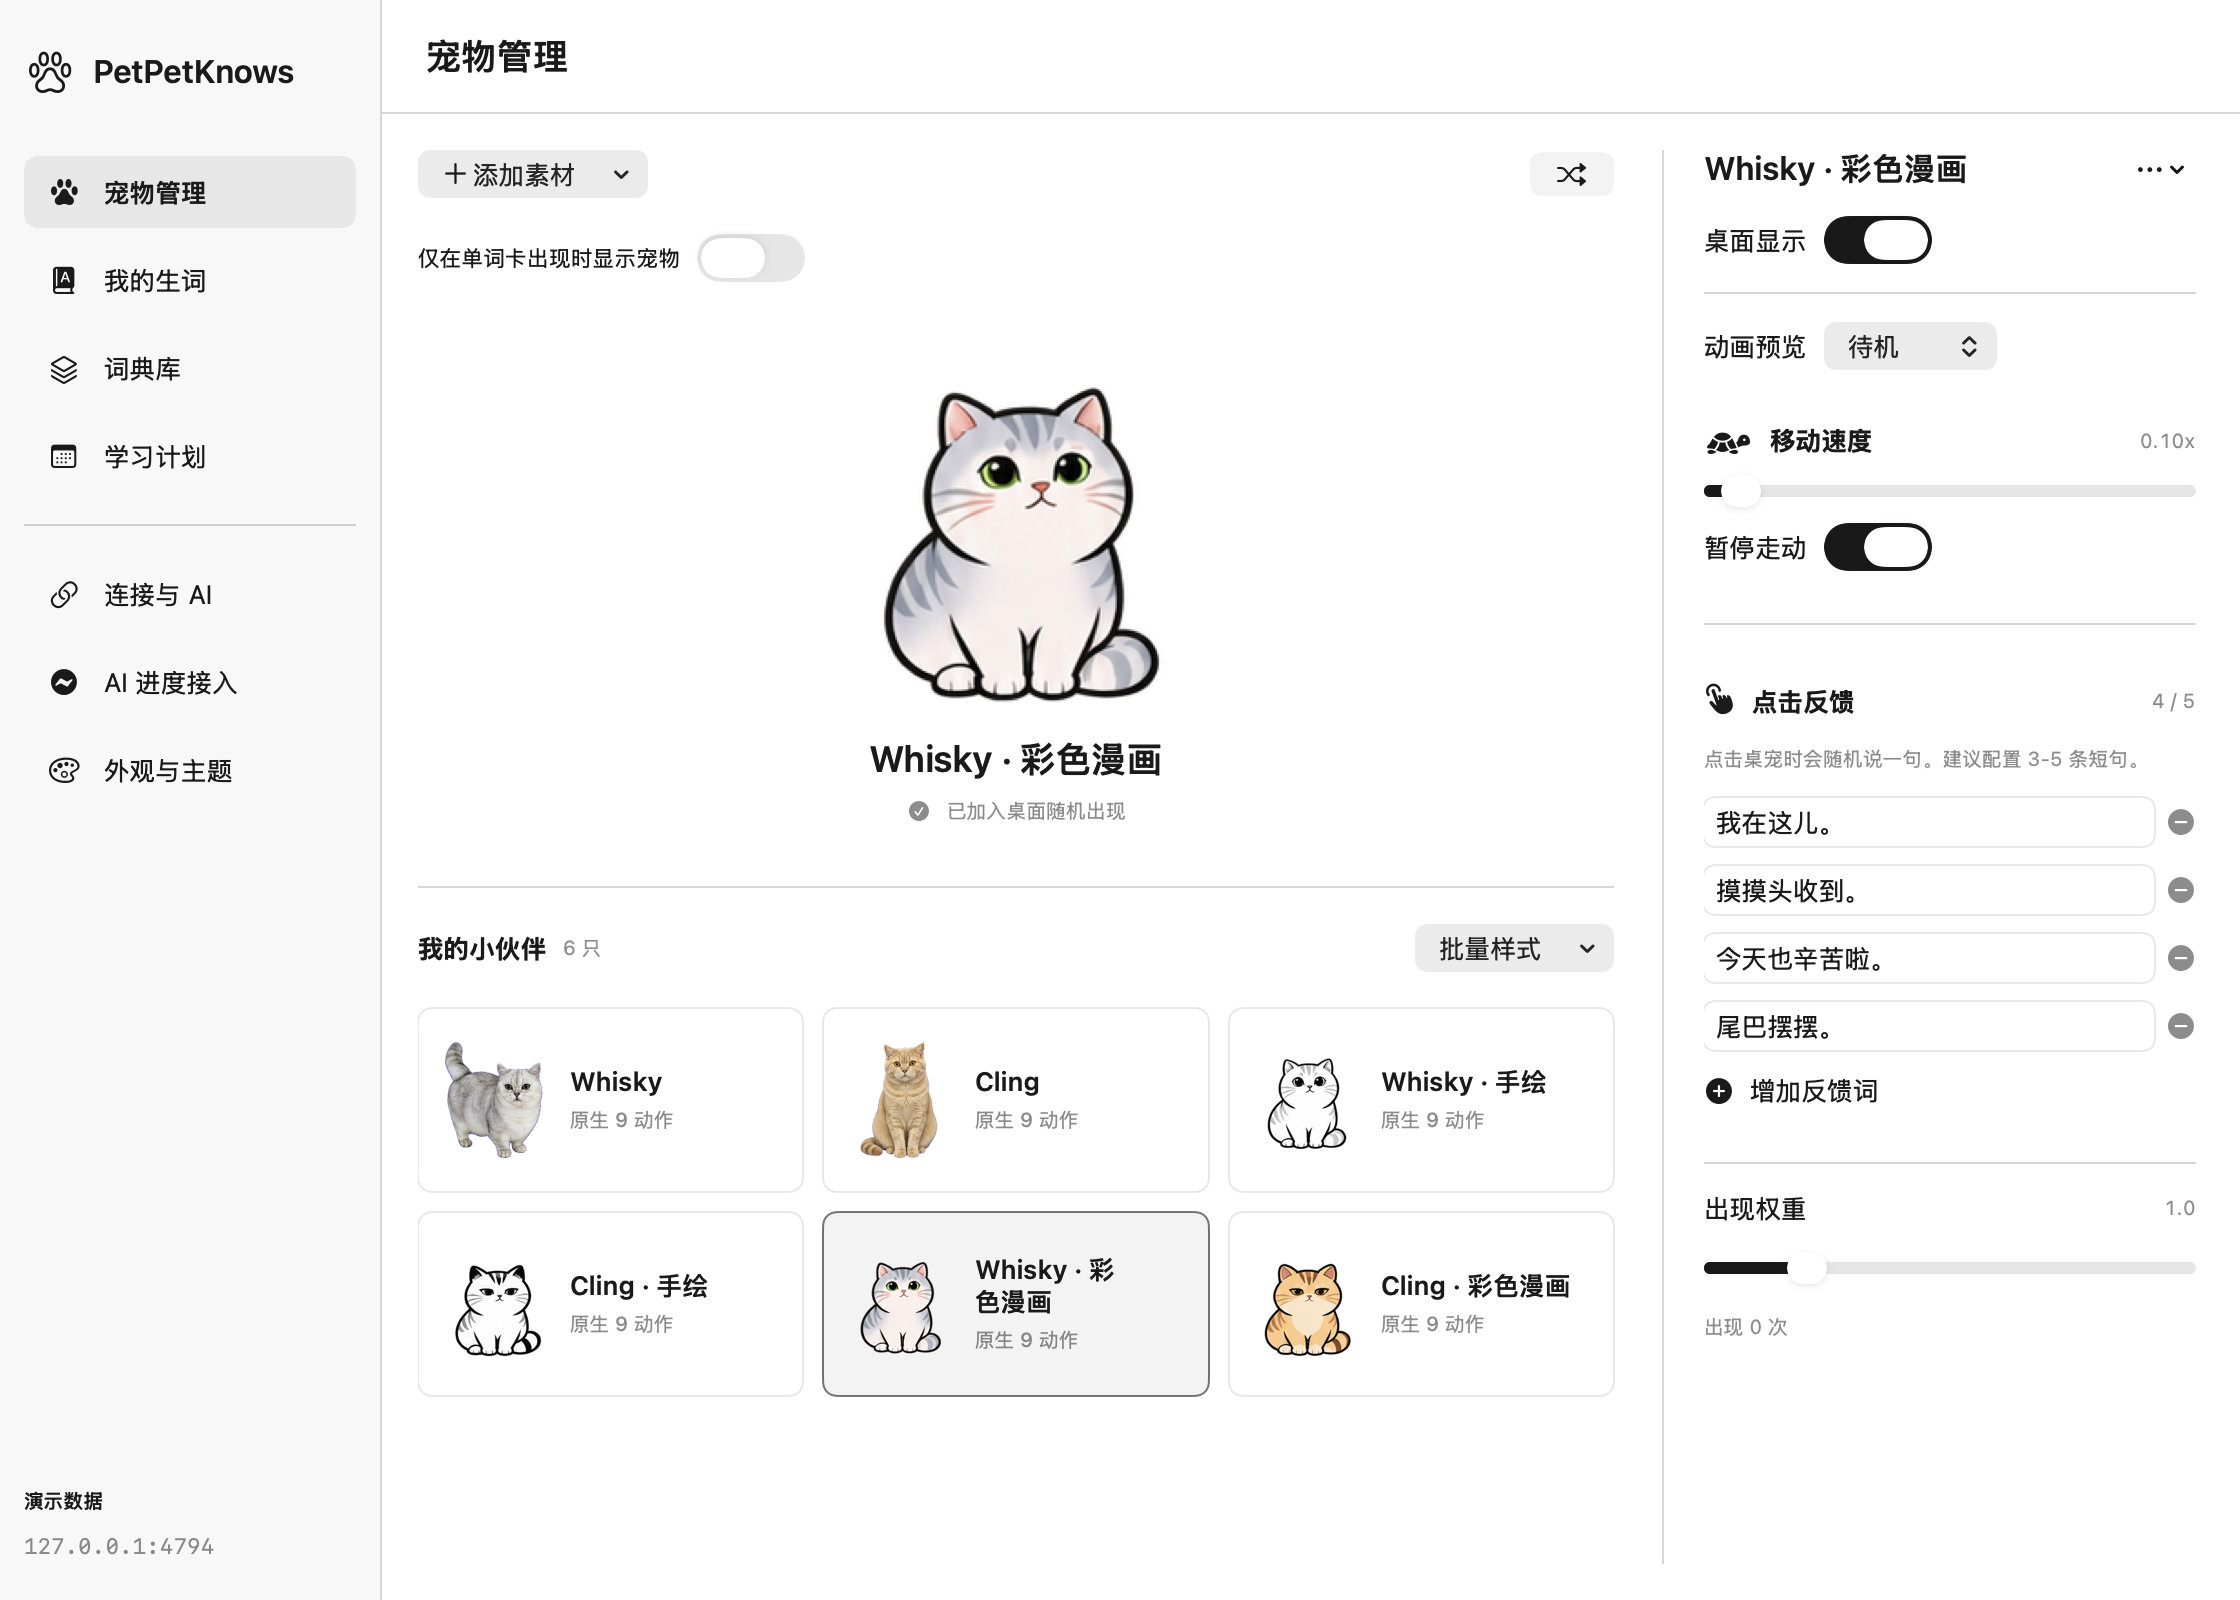 PetPetKnows
宠物管理
我的生词
词典库
学习计划
连接与 AI
AI 进度接入
外观与主题
演示数据
127.0.0.1:4794
宠物管理
添加素材
仅在单词卡出现时显示宠物
Whisky · 彩色漫画
已加入桌面随机出现
我的小伙伴 6 只
批量样式
Whisky
原生 9 动作
Cling
原生 9 动作
Whisky · 手绘
原生 9 动作
Cling · 手绘
原生 9 动作
Whisky · 彩
色漫画
原生 9 动作
Cling · 彩色漫画
原生 9 动作
Whisky · 彩色漫画
桌面显示
动画预览 待机
移动速度 0.10x
暂停走动
点击反馈 4 / 5
点击桌宠时会随机说一句。建议配置 3-5 条短句。
我在这儿。
摸摸头收到。
今天也辛苦啦。
尾巴摆摆。
增加反馈词
出现权重 1.0
出现 0 次